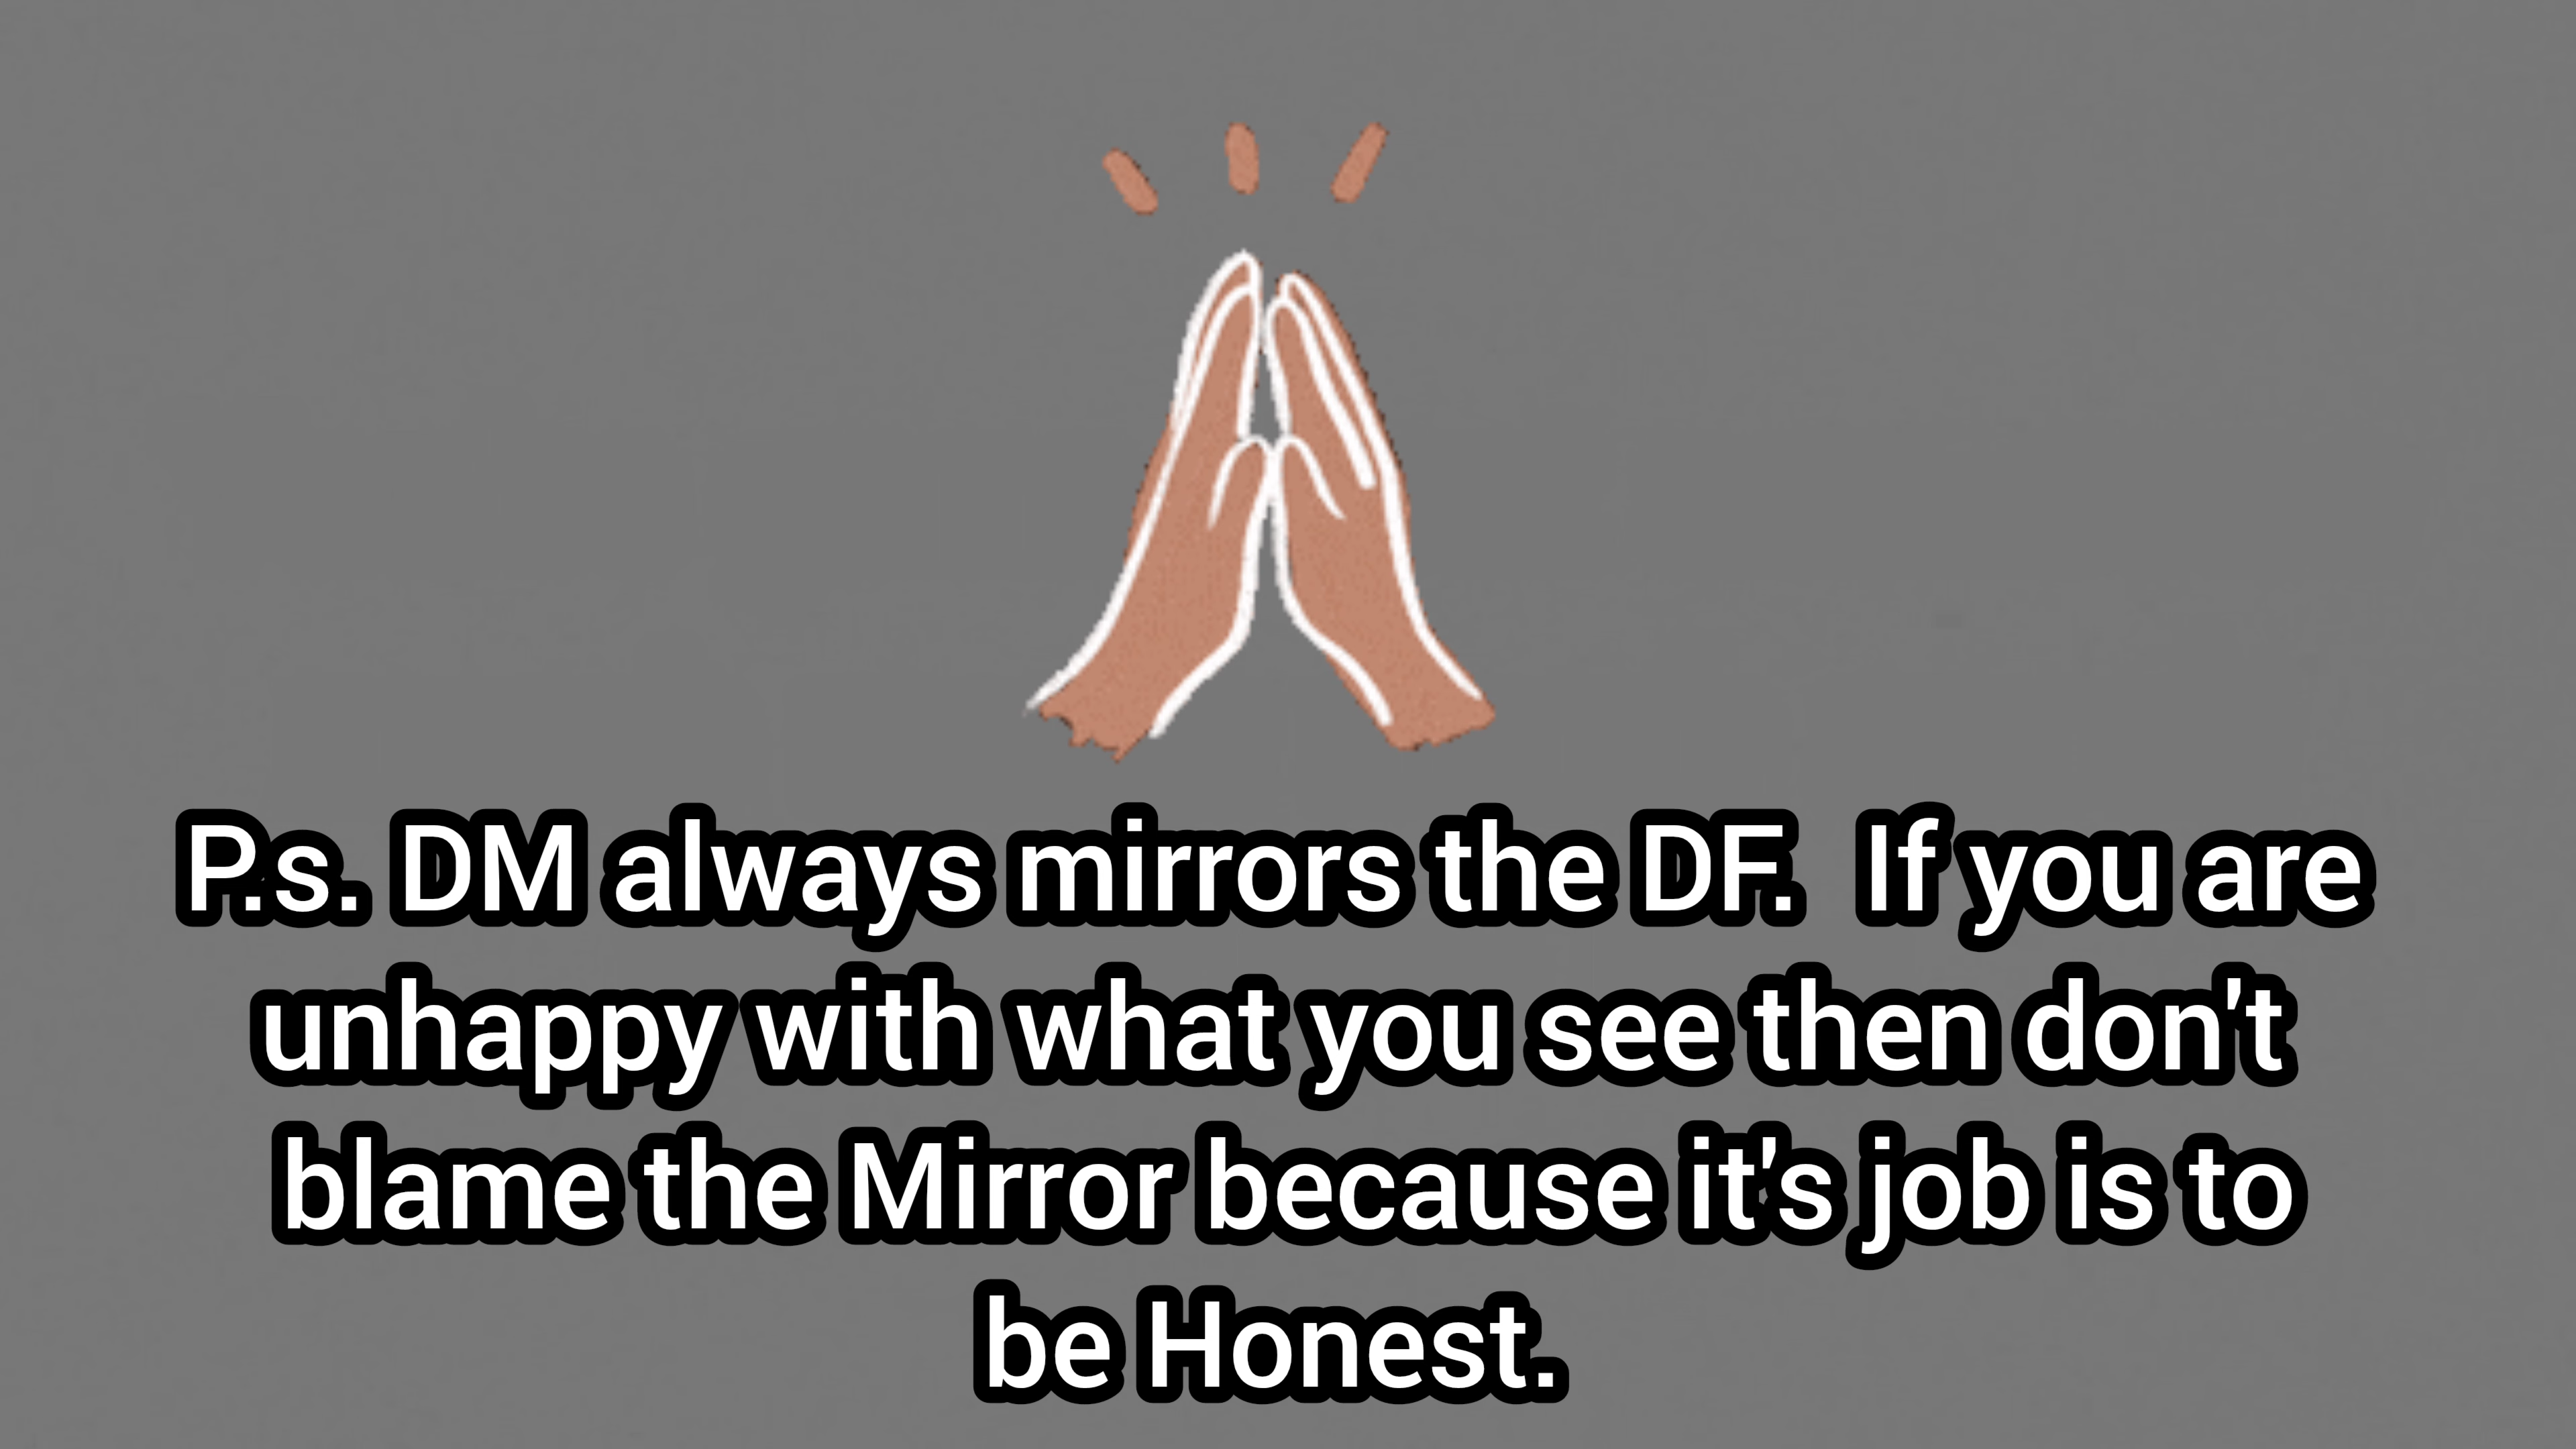 P.s. DM always mirrors the DF.  If you are
unhappy with what you see then don't
blame the Mirror because it's job is to
be Honest.